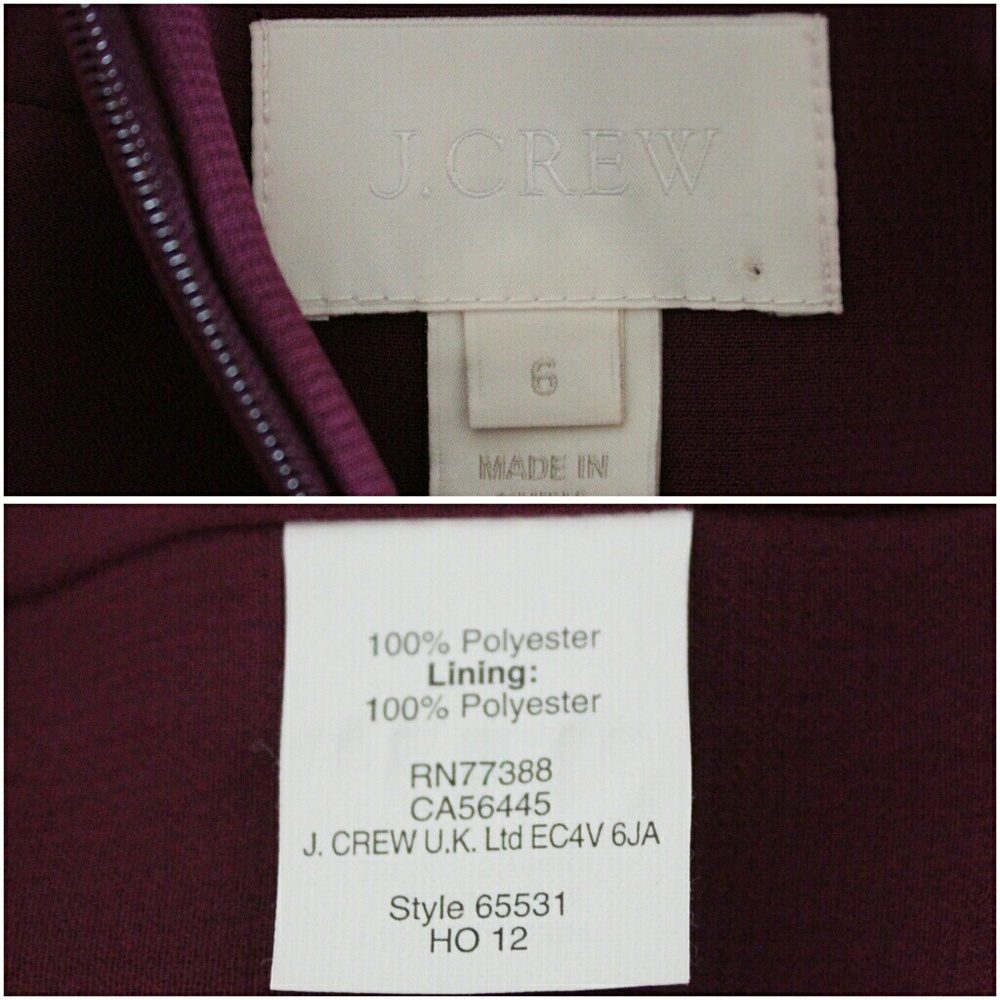 J.CREW
6
MADE IN
100% Polyester
Lining:
100% Polyester
RN77388
CA56445
J. CREW U.K. Ltd EC4V 6JA
Style 65531
HO 12